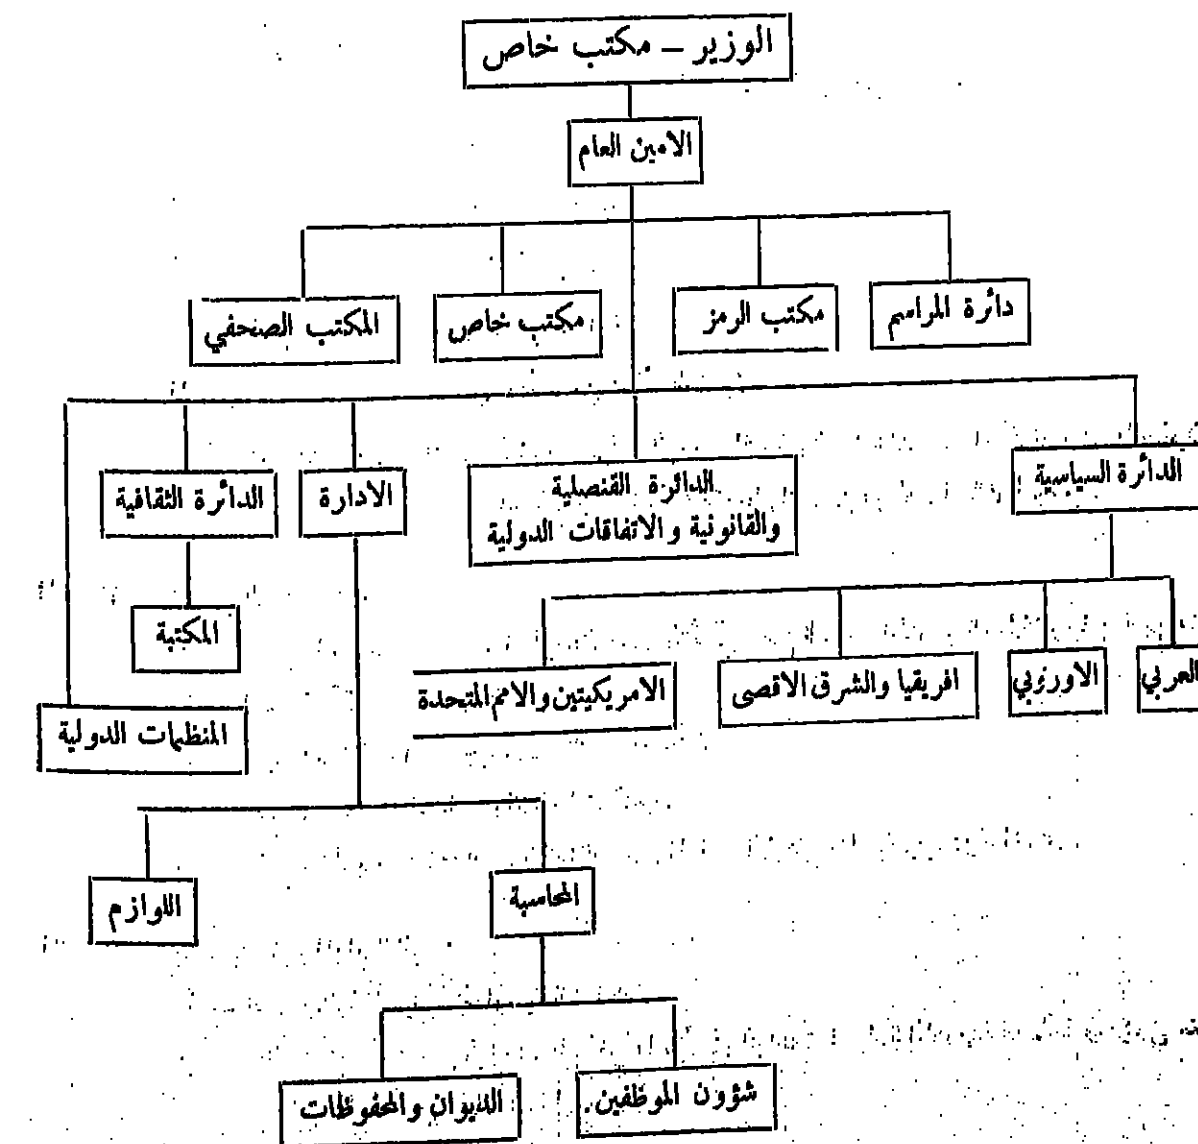 الوزير – مكتب خاص
الامين العام
دائرة المراسم
مكتب الرمز
مكتب خاص
المكتب الصحفي
الدائرة السياسية
الدائرة القنصلية
والقانونية والاتفاقات الدولية
الادارة
الدائرة الثقافية
المكتبة
العربي
الاوروبي
افريقيا والشرق الاقصى
الامريكيتين والامم المتحدة
المنظمات الدولية
المحاسبة
اللوازم
شؤون الموظفين
الديوان والمحفوظات